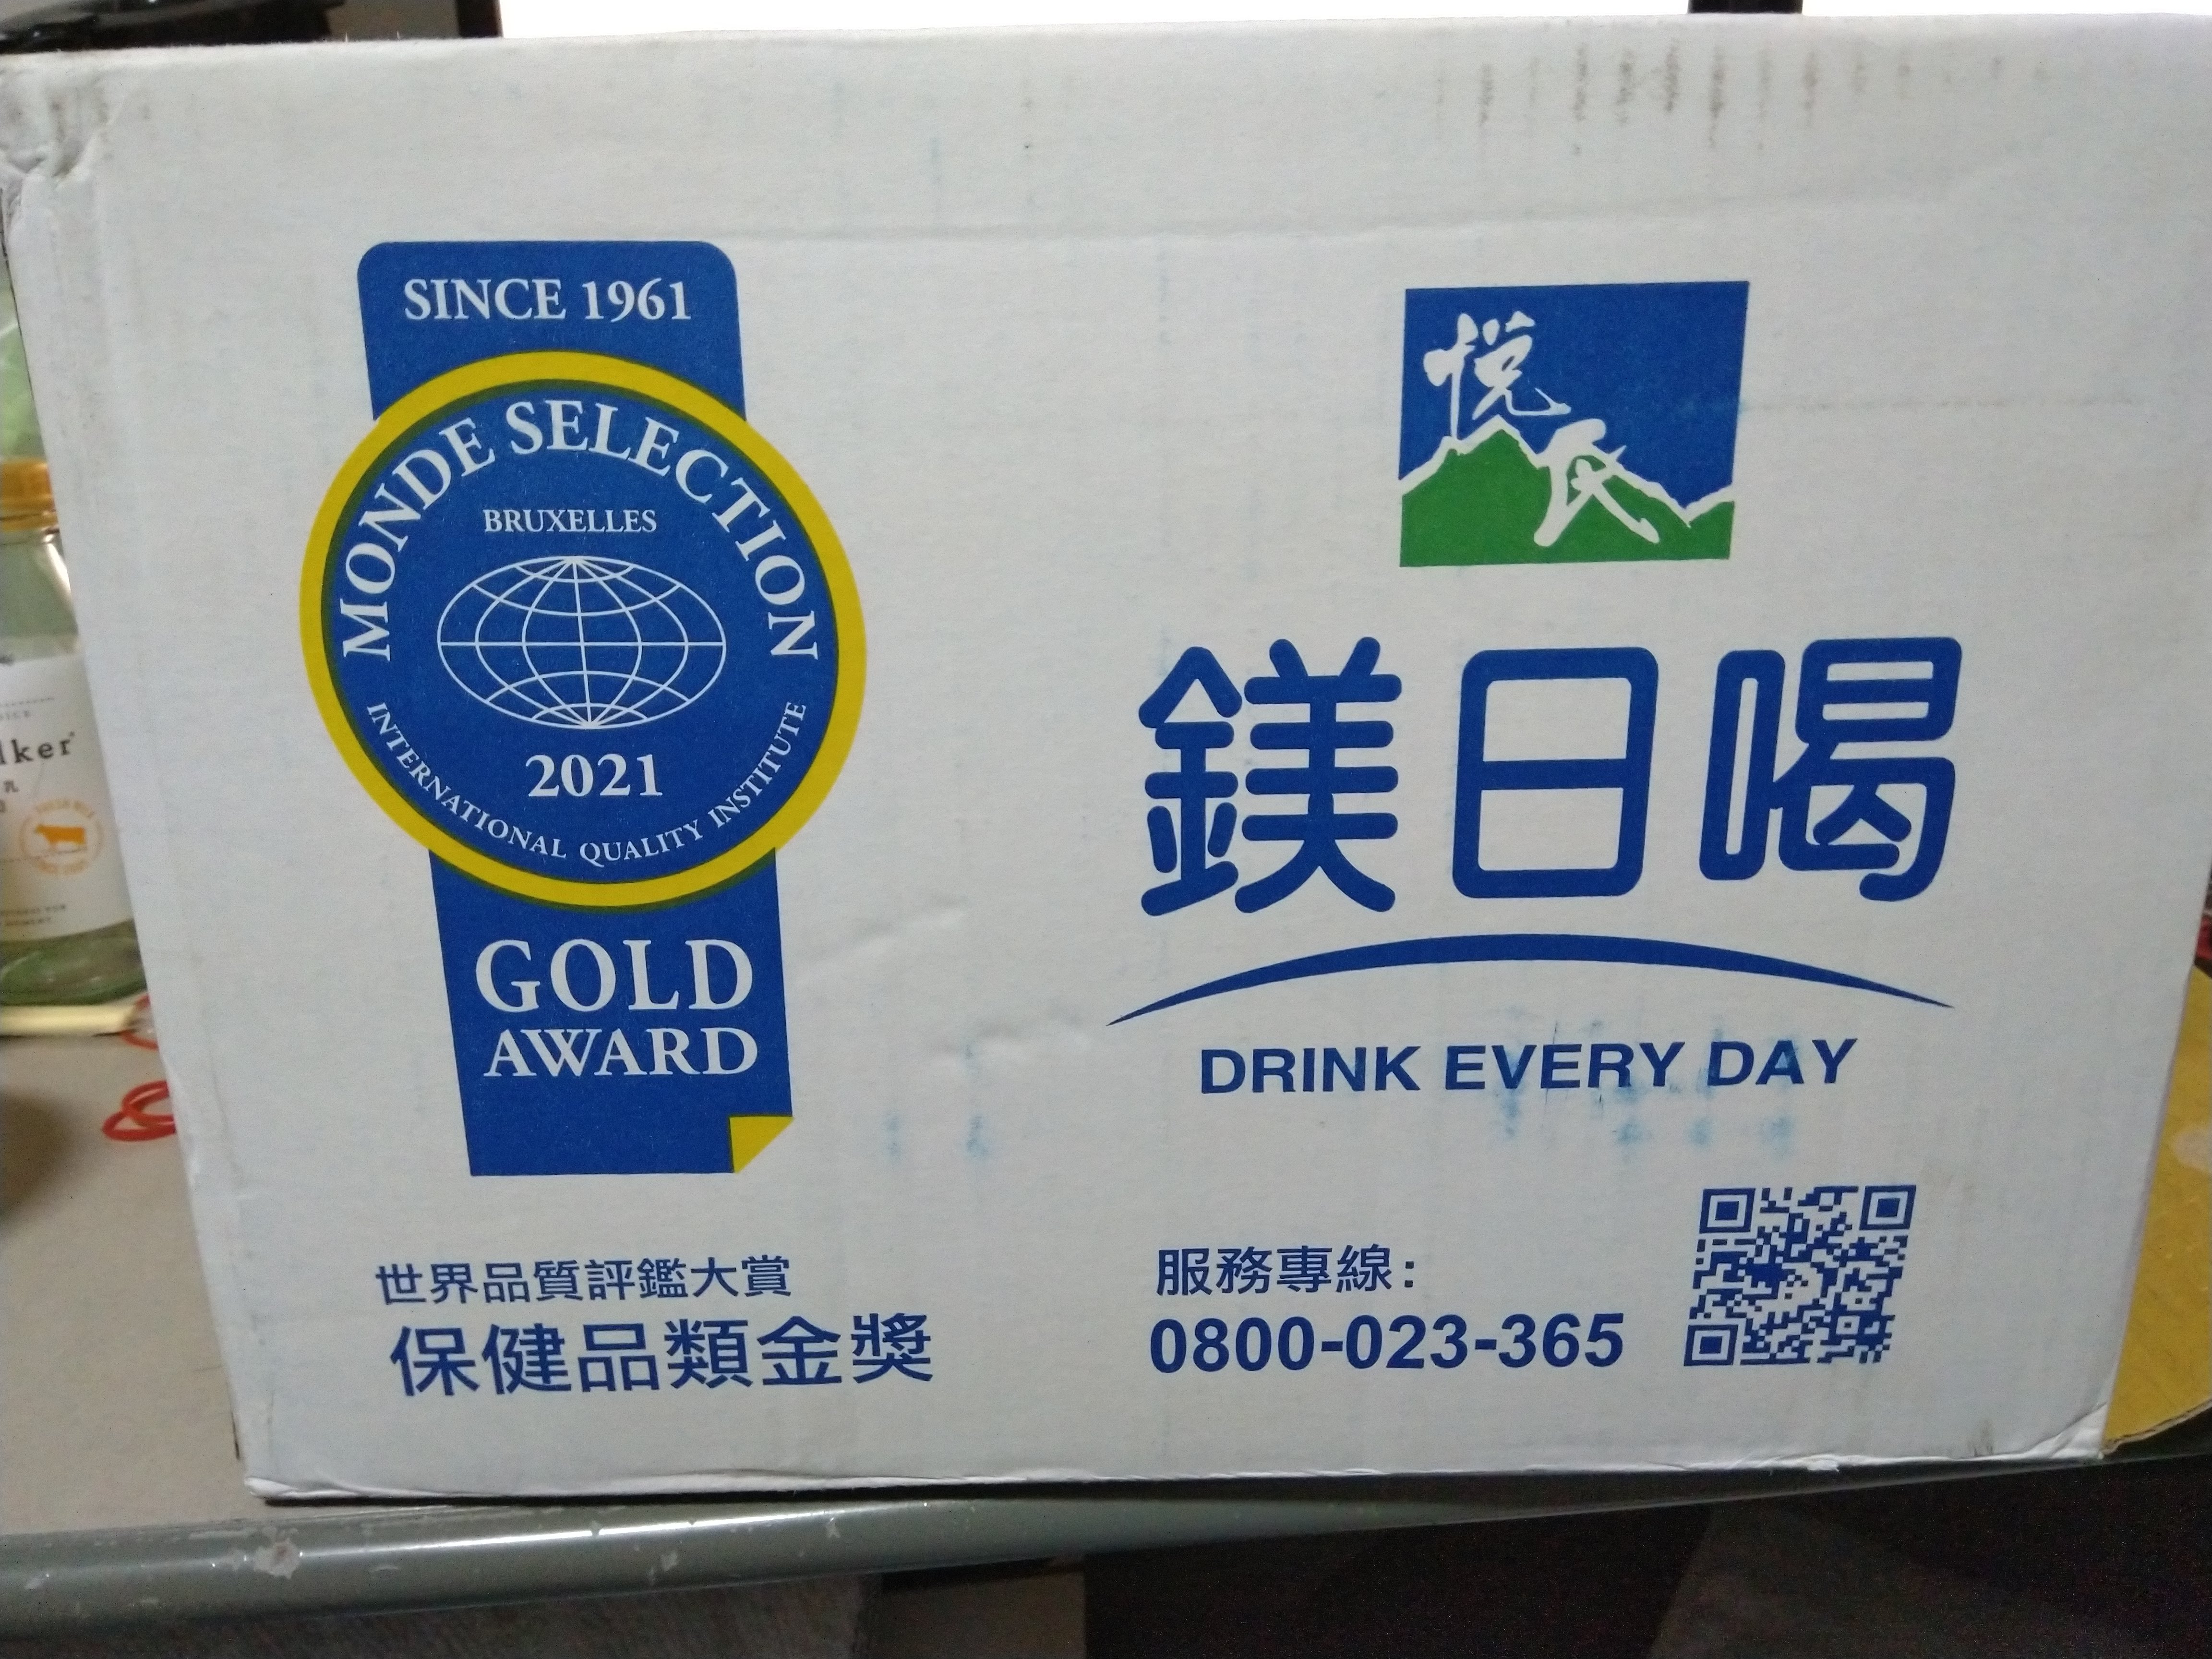 SINCE 1961
MONDE SELECTION
BRUXELLES
2021
INTERNATIONAL QUALITY INSTITUTE
GOLD
AWARD
世界品質評鑑大賞
保健品類金獎
悅
氏
鎂日喝
DRINK EVERY DAY
服務專線：
0800-023-365
lker
乳